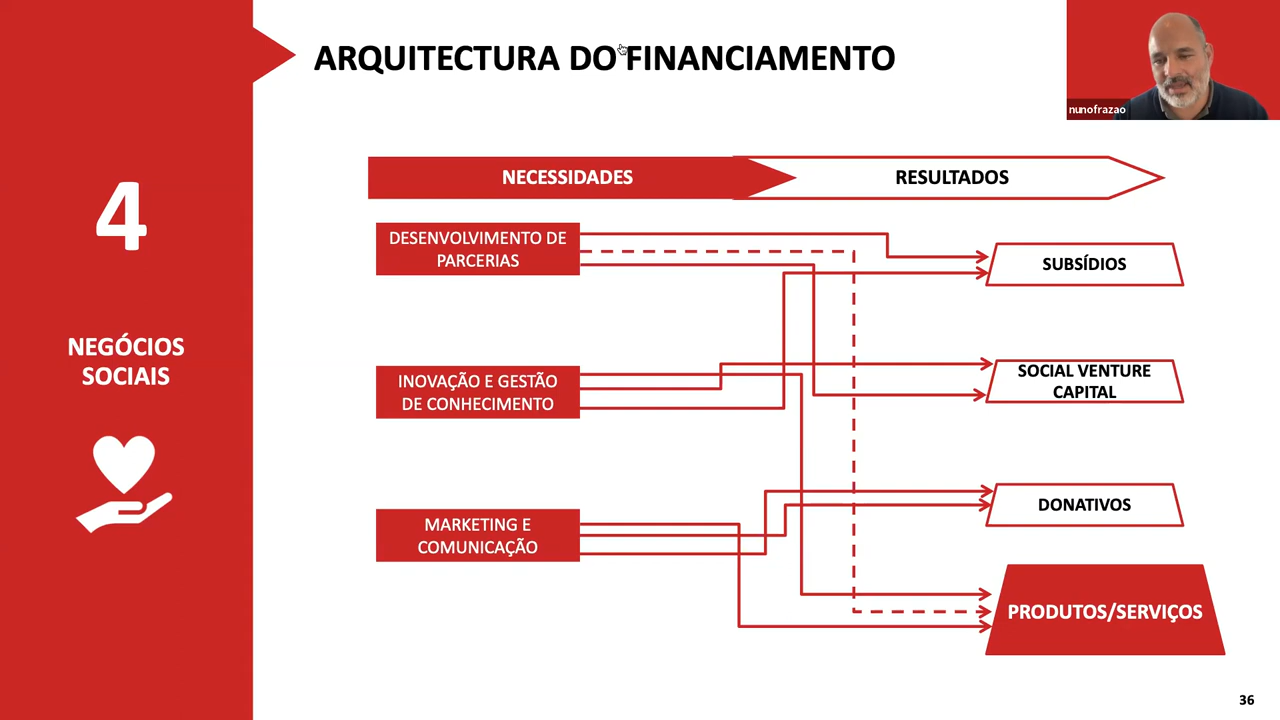 ARQUITECTURA DO FINANCIAMENTO
nunofrazao
4
NEGÓCIOS
SOCIAIS
NECESSIDADES
RESULTADOS
DESENVOLVIMENTO DE
PARCERIAS
SUBSÍDIOS
INOVAÇÃO E GESTÃO
DE CONHECIMENTO
SOCIAL VENTURE
CAPITAL
MARKETING E
COMUNICAÇÃO
DONATIVOS
PRODUTOS/SERVIÇOS
36